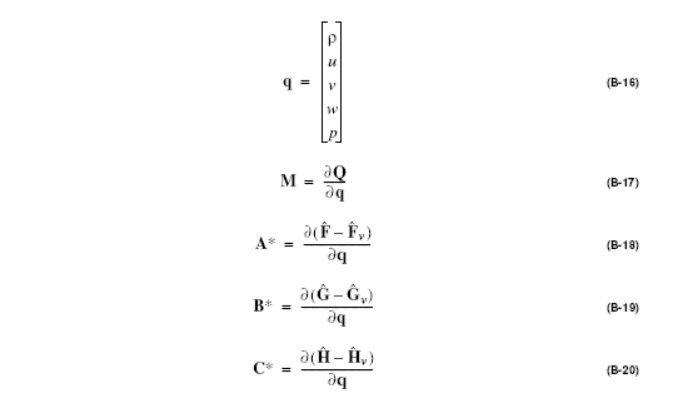 q = [ρ u v w p] (B-16)
M = ∂Q/∂q (B-17)
A* = ∂(F̂ – F̂ᵥ)/∂q (B-18)
B* = ∂(Ĝ – Ĝᵥ)/∂q (B-19)
C* = ∂(Ĥ – Ĥᵥ)/∂q (B-20)